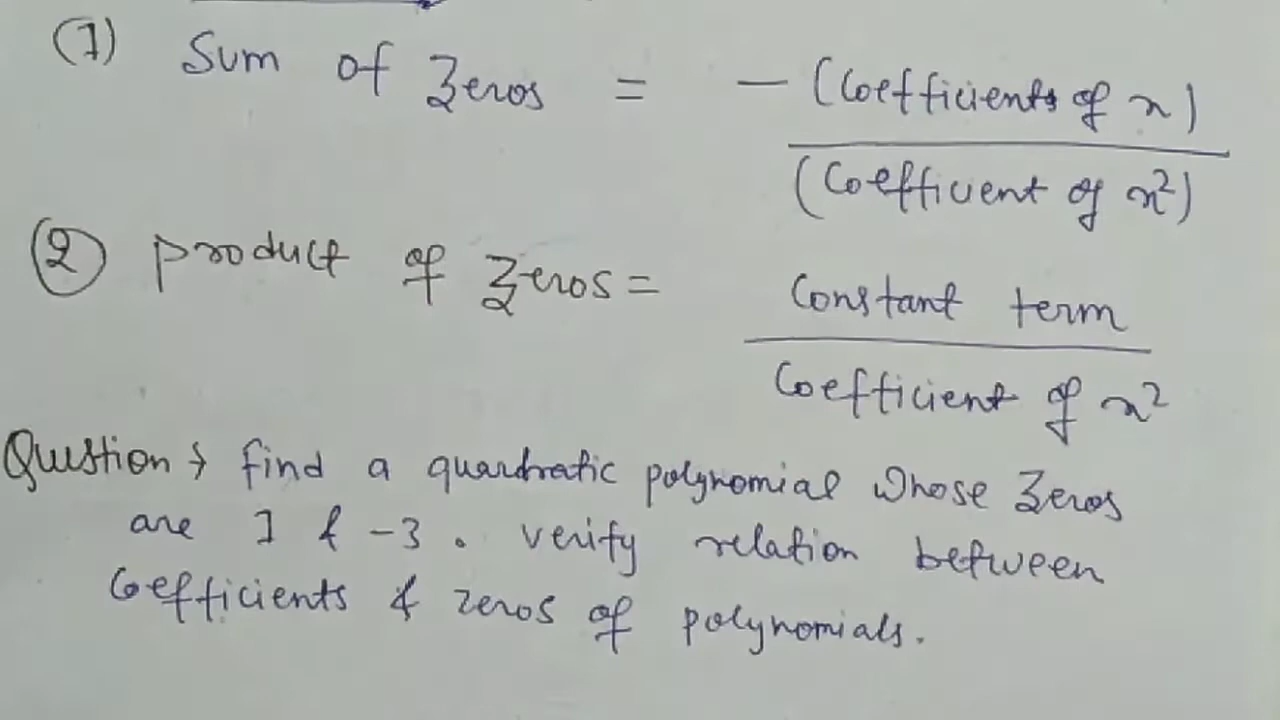 (1) Sum of Zeros = - (Coefficients of x)
(Coefficient of x²)
(2) Product of Zeros = Constant term
Coefficient of x²
Question → find a quardratic polynomial whose Zeros
are 1 & -3 . verify relation between
Coefficients & zeros of polynomials.